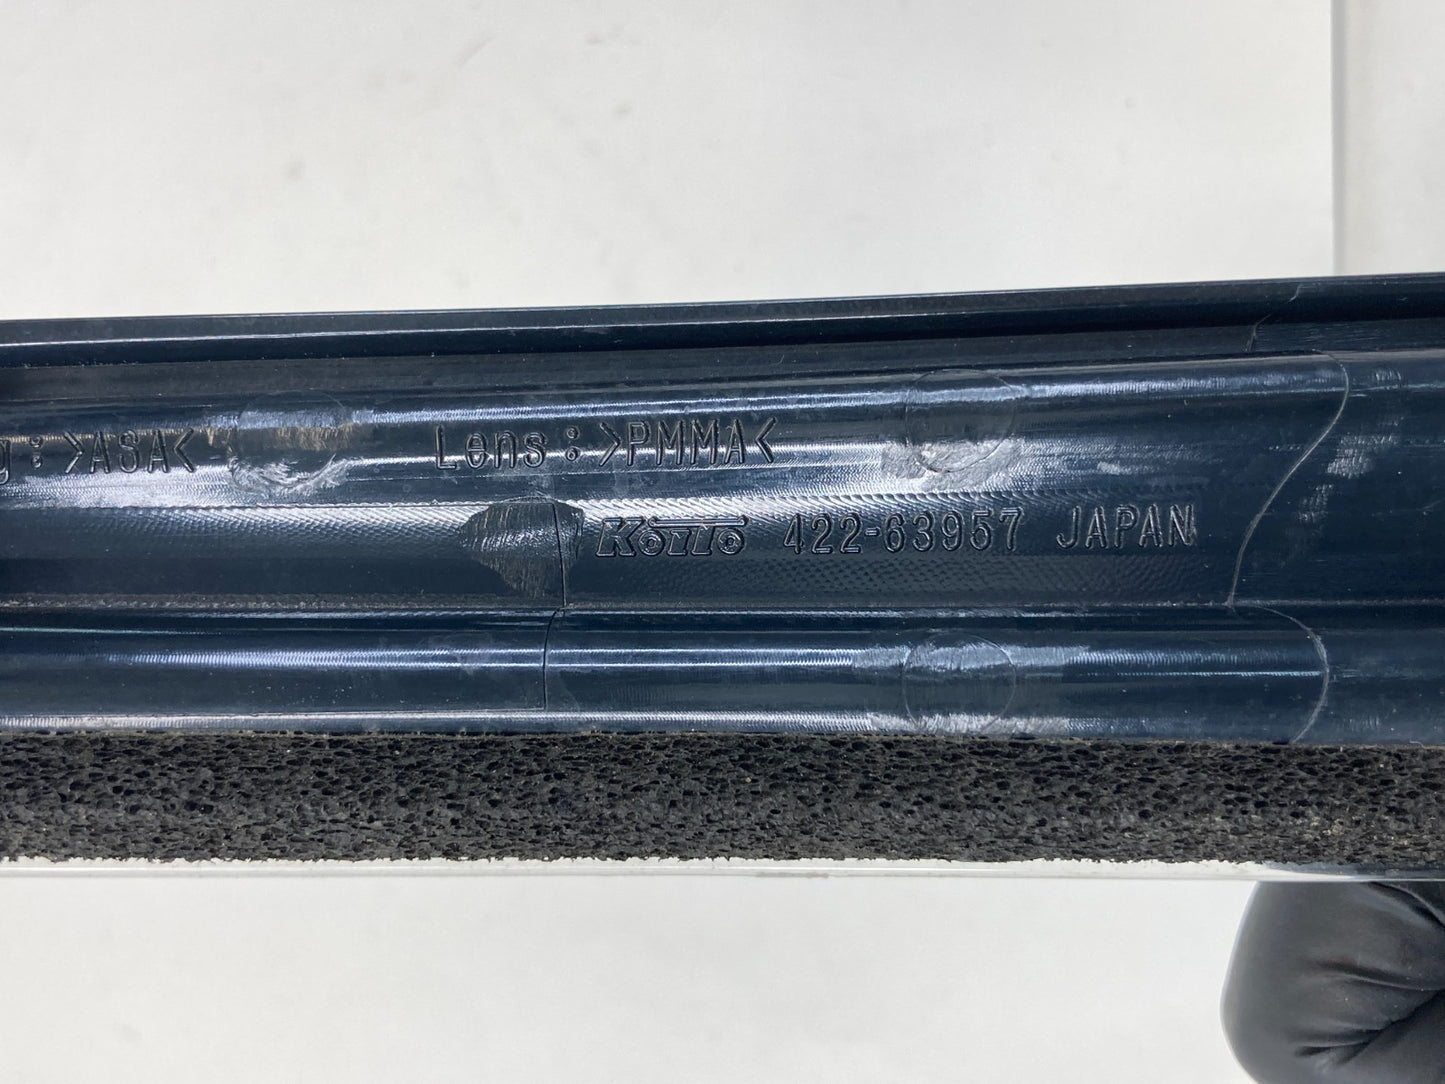 g:>ASA< Lens:>PMMA<
KOITO 422-63957 JAPAN